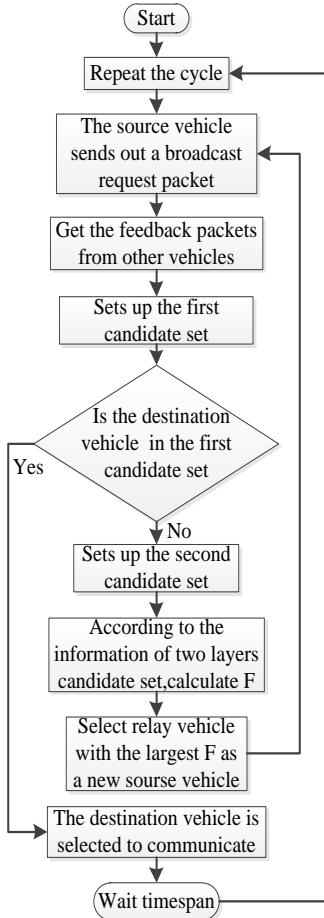 Start
Repeat the cycle
The source vehicle
sends out a broadcast
request packet
Get the feedback packets
from other vehicles
Sets up the first
candidate set
Is the destination
vehicle in the first
candidate set
Yes
No
Sets up the second
candidate set
According to the
information of two layers
candidate set,calculate F
Select relay vehicle
with the largest F as
a new sourse vehicle
The destination vehicle is
selected to communicate
Wait timespan